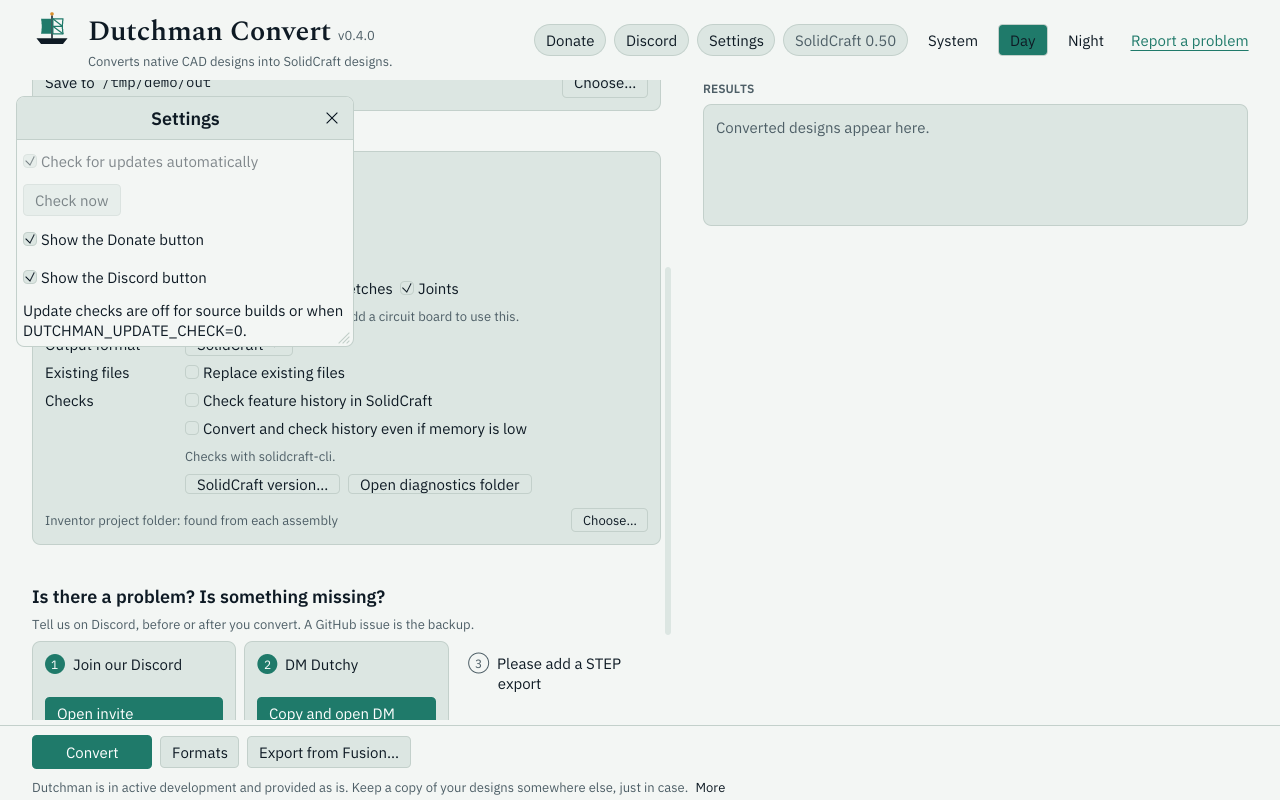 Dutchman Convert v0.4.0
Converts native CAD designs into SolidCraft designs.
Donate
Discord
Settings
SolidCraft 0.50
System
Day
Night
Report a problem
Save to /tmp/demo/out
Choose...
Settings
Check for updates automatically
Check now
Show the Donate button
Show the Discord button
Update checks are off for source builds or when
DUTCHMAN_UPDATE_CHECK=0.
Joints
a circuit board to use this.
Output format
SolidCraft
Existing files
Replace existing files
Checks
Check feature history in SolidCraft
Convert and check history even if memory is low
Checks with solidcraft-cli.
SolidCraft version...
Open diagnostics folder
Inventor project folder: found from each assembly
Choose...
Is there a problem? Is something missing?
Tell us on Discord, before or after you convert. A GitHub issue is the backup.
1 Join our Discord
Open invite
2 DM Dutchy
Copy and open DM
3 Please add a STEP
export
RESULTS
Converted designs appear here.
Convert
Formats
Export from Fusion...
Dutchman is in active development and provided as is. Keep a copy of your designs somewhere else, just in case. More